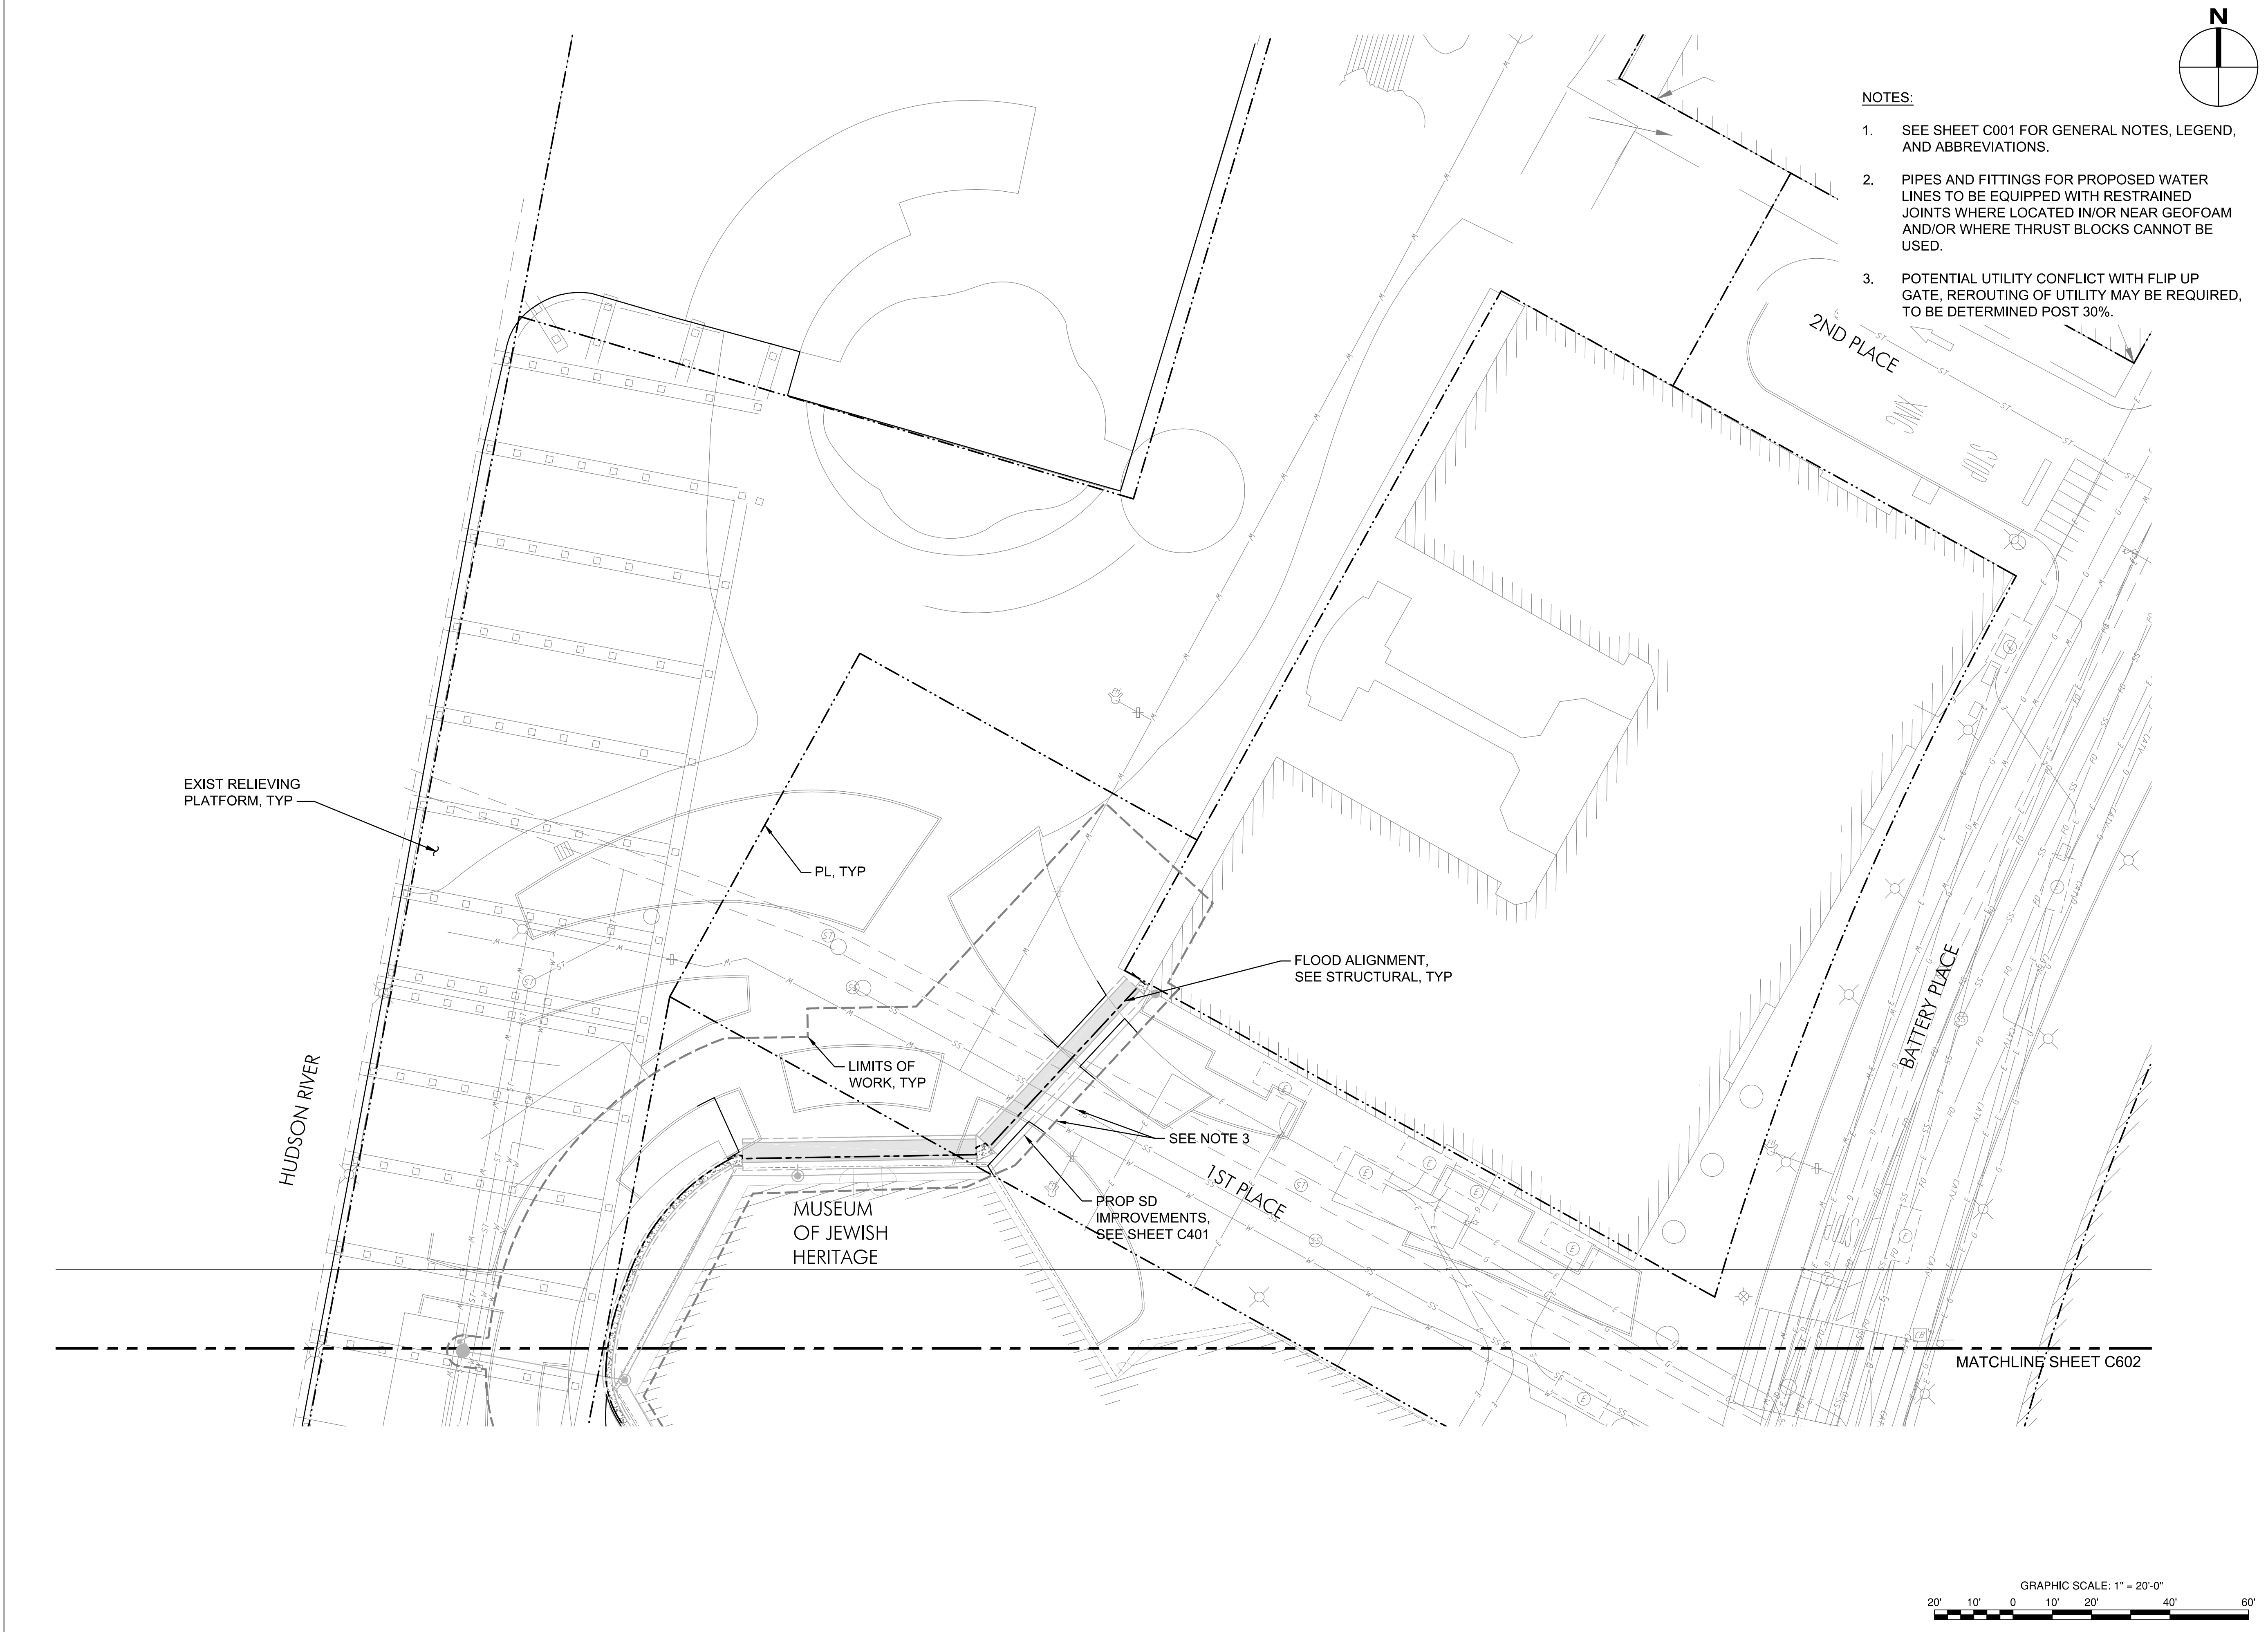 N
NOTES:
1. SEE SHEET C001 FOR GENERAL NOTES, LEGEND,
AND ABBREVIATIONS.
2. PIPES AND FITTINGS FOR PROPOSED WATER
LINES TO BE EQUIPPED WITH RESTRAINED
JOINTS WHERE LOCATED IN/OR NEAR GEOFOAM
AND/OR WHERE THRUST BLOCKS CANNOT BE
USED.
3. POTENTIAL UTILITY CONFLICT WITH FLIP UP
GATE, REROUTING OF UTILITY MAY BE REQUIRED,
TO BE DETERMINED POST 30%.
2ND PLACE
STOP
EXIST RELIEVING
PLATFORM, TYP
PL, TYP
FLOOD ALIGNMENT,
SEE STRUCTURAL, TYP
BATTERY PLACE
LIMITS OF
WORK, TYP
HUDSON RIVER
SEE NOTE 3
1ST PLACE
PROP SD
IMPROVEMENTS,
SEE SHEET C401
MUSEUM
OF JEWISH
HERITAGE
MATCHLINE SHEET C602
GRAPHIC SCALE: 1" = 20'-0"
20' 10' 0 10' 20' 40' 60'